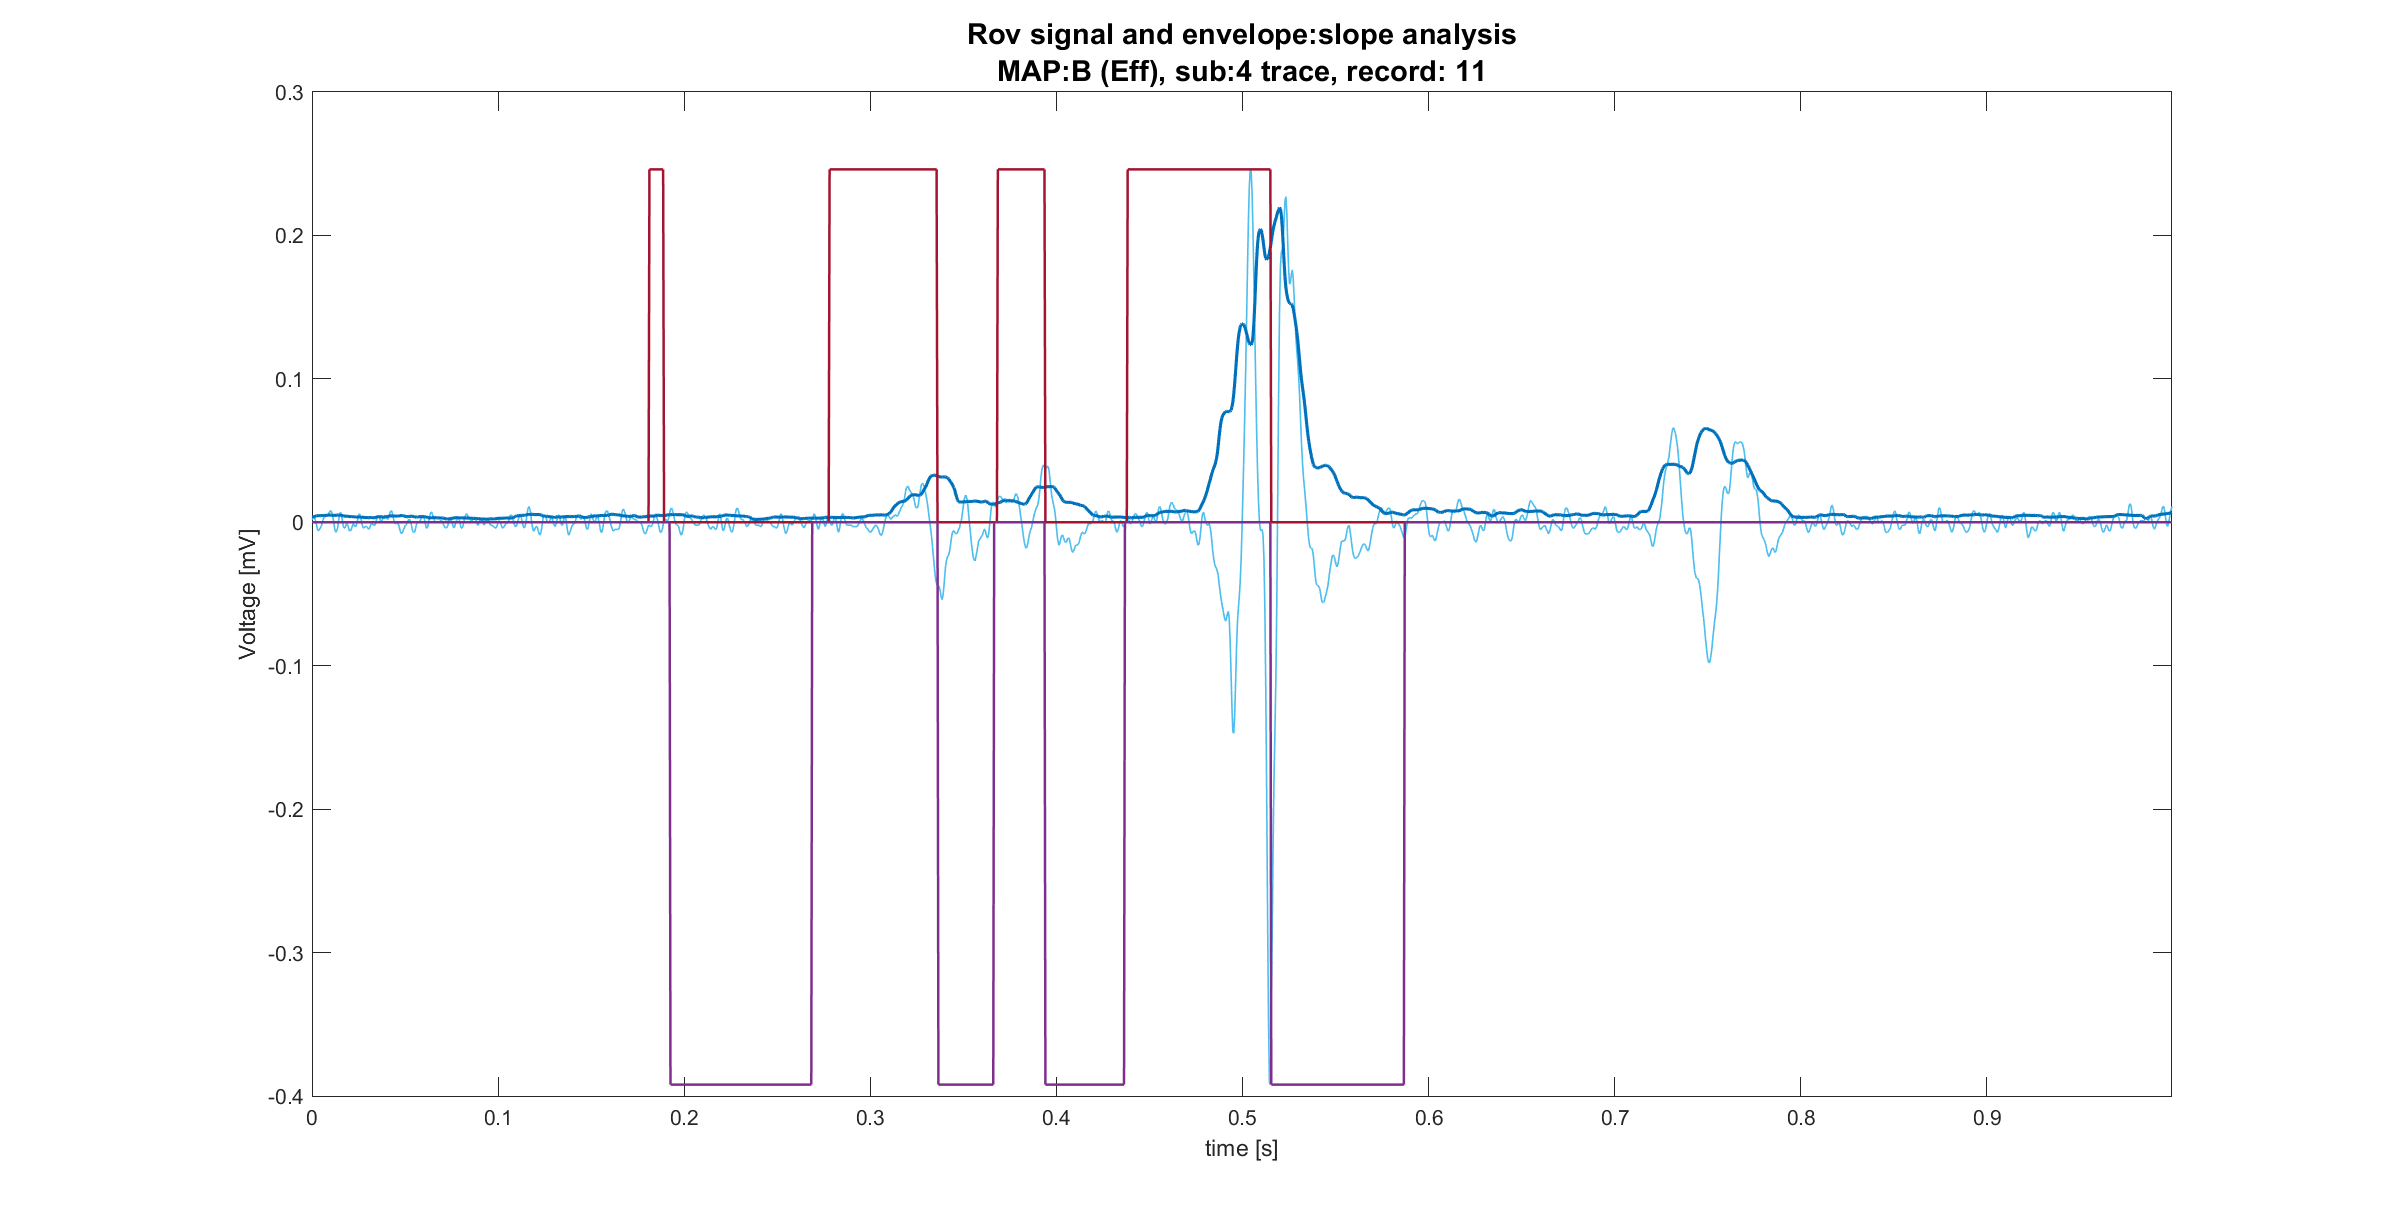 Rov signal and envelope:slope analysis
MAP:B (Eff), sub:4 trace, record: 11
0.3
0.2
0.1
0
-0.1
-0.2
-0.3
-0.4
Voltage [mV]
0 0.1 0.2 0.3 0.4 0.5 0.6 0.7 0.8 0.9
time [s]